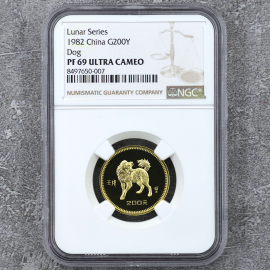 Lunar Series
1982 China G200Y
Dog
PF 69 ULTRA CAMEO
8497650-007
NUMISMATIC GUARANTY COMPANY
NGC
200元